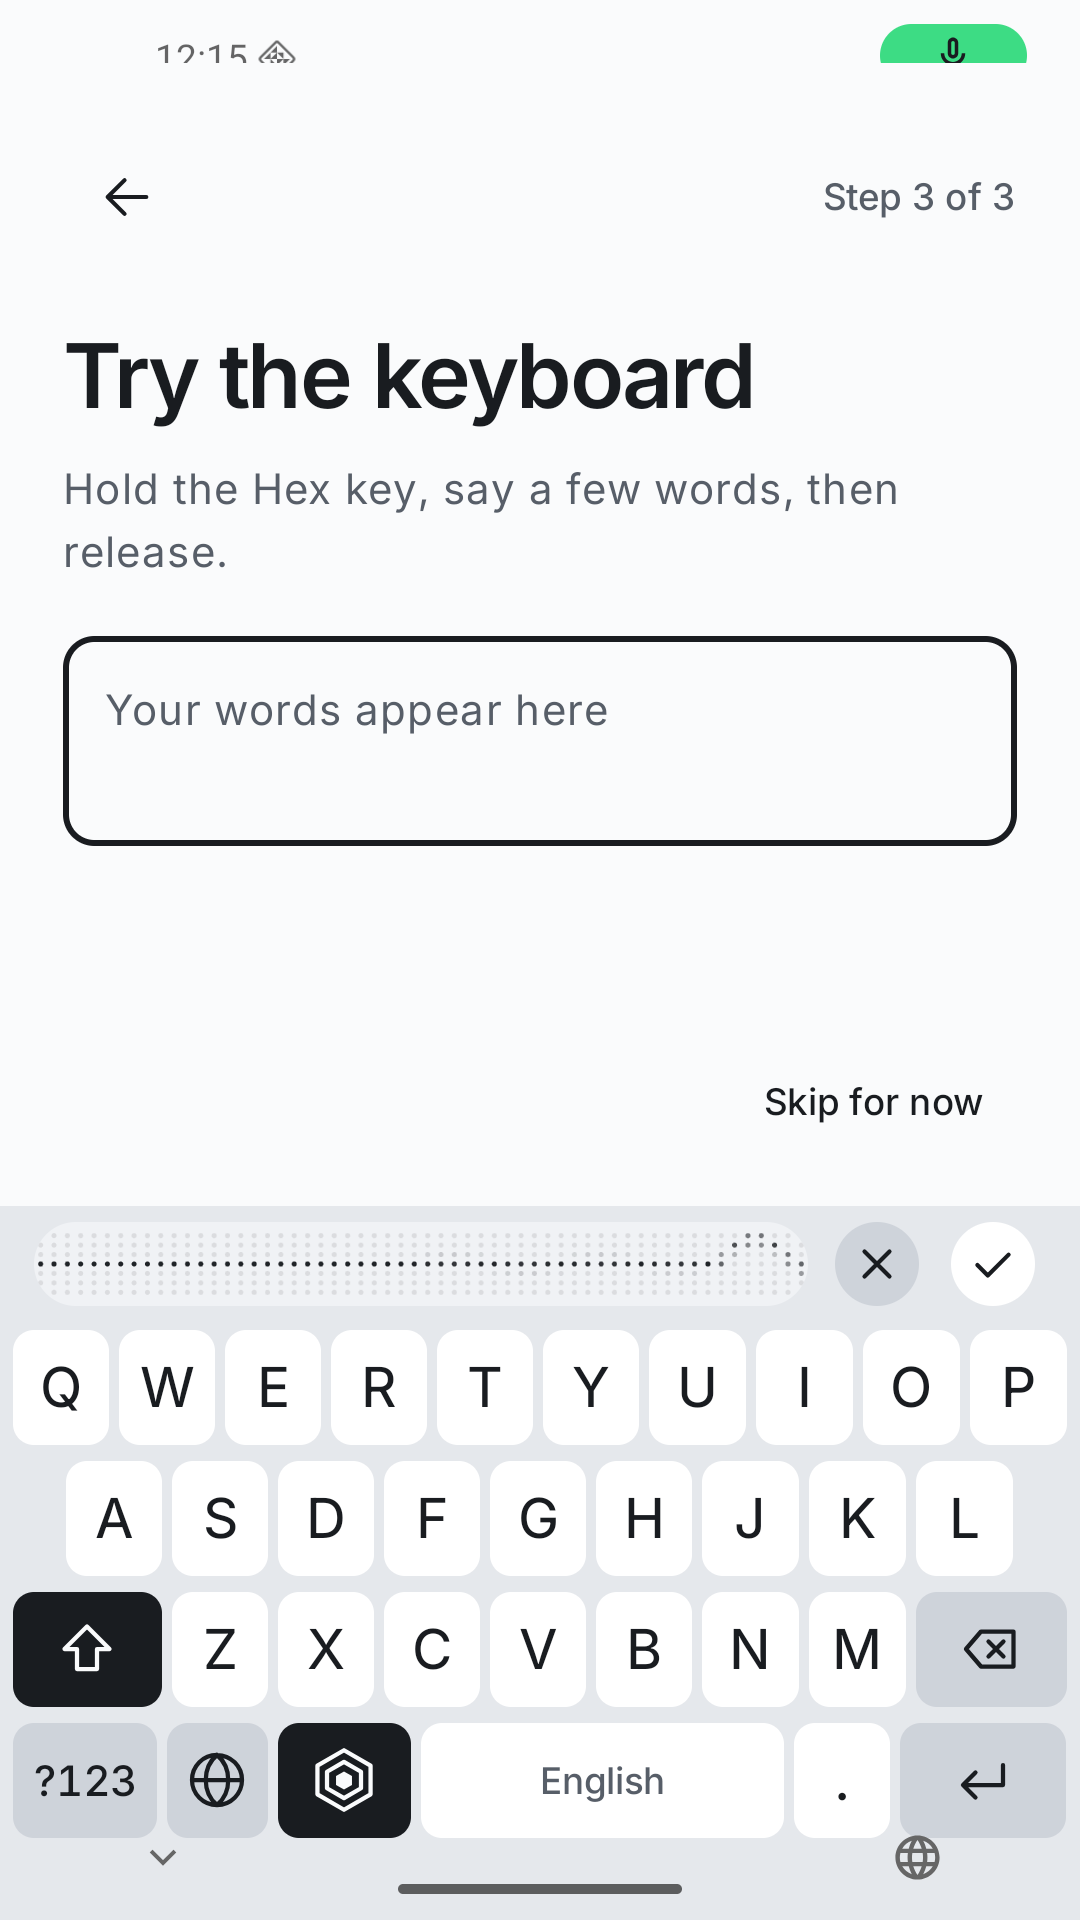 12:15
Step 3 of 3
Try the keyboard
Hold the Hex key, say a few words, then
release.
Your words appear here
Skip for now
Q W E R T Y U I O P
A S D F G H J K L
Z X C V B N M
?123 English .